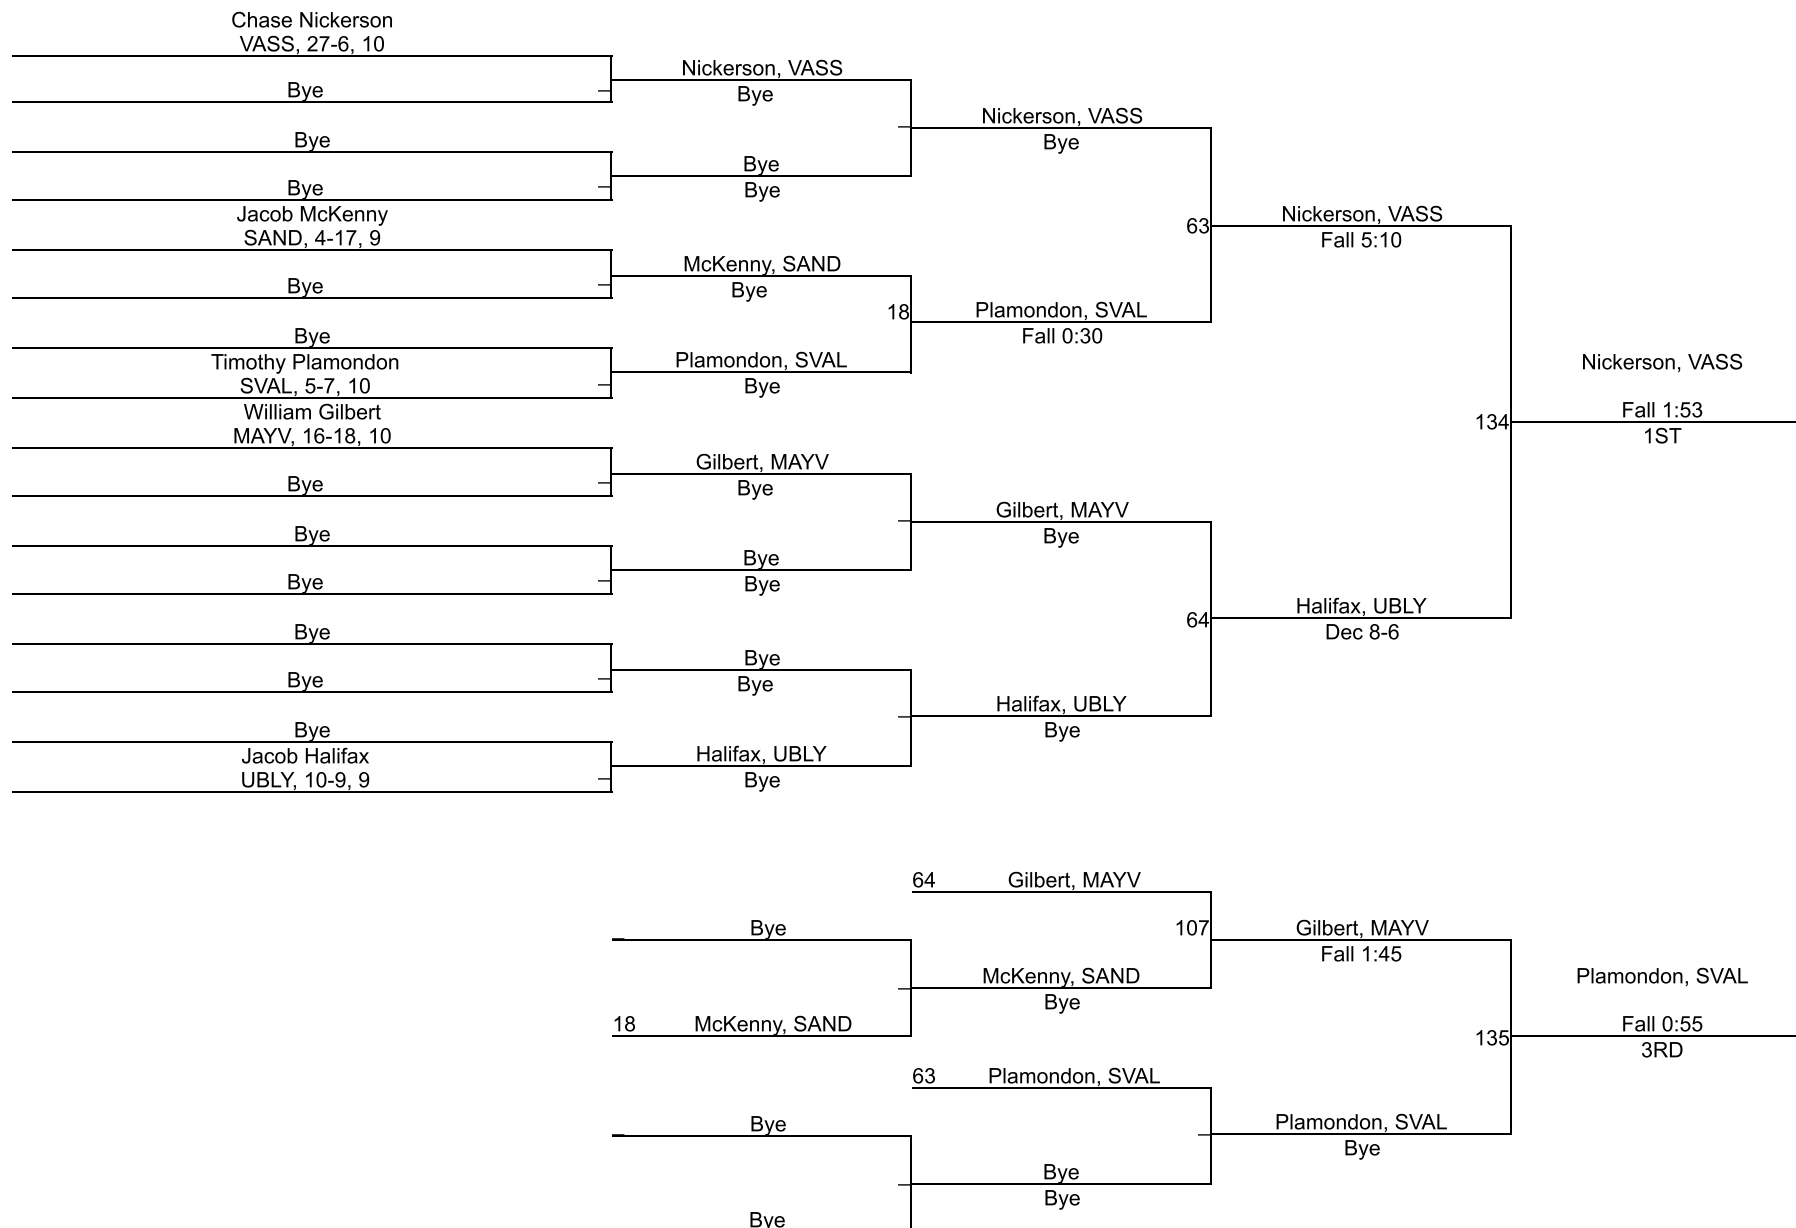 Chase Nickerson
VASS, 27-6, 10
Bye
Bye
Bye
Jacob McKenny
SAND, 4-17, 9
Bye
Bye
Timothy Plamondon
SVAL, 5-7, 10
William Gilbert
MAYV, 16-18, 10
Bye
Bye
Bye
Bye
Bye
Bye
Jacob Halifax
UBLY, 10-9, 9
Nickerson, VASS
Bye
Bye
Bye
McKenny, SAND
Bye
18
Plamondon, SVAL
Bye
Gilbert, MAYV
Bye
Bye
Bye
Bye
Bye
Halifax, UBLY
Bye
Nickerson, VASS
Bye
63
Plamondon, SVAL
Fall 0:30
Gilbert, MAYV
Bye
64
Halifax, UBLY
Bye
Nickerson, VASS
Fall 5:10
134
Halifax, UBLY
Dec 8-6
Nickerson, VASS
Fall 1:53
1ST
64 Gilbert, MAYV
Bye
107
McKenny, SAND
Bye
18 McKenny, SAND
Gilbert, MAYV
Fall 1:45
63 Plamondon, SVAL
Bye
Bye
Bye
Bye
135
Plamondon, SVAL
Bye
Plamondon, SVAL
Fall 0:55
3RD